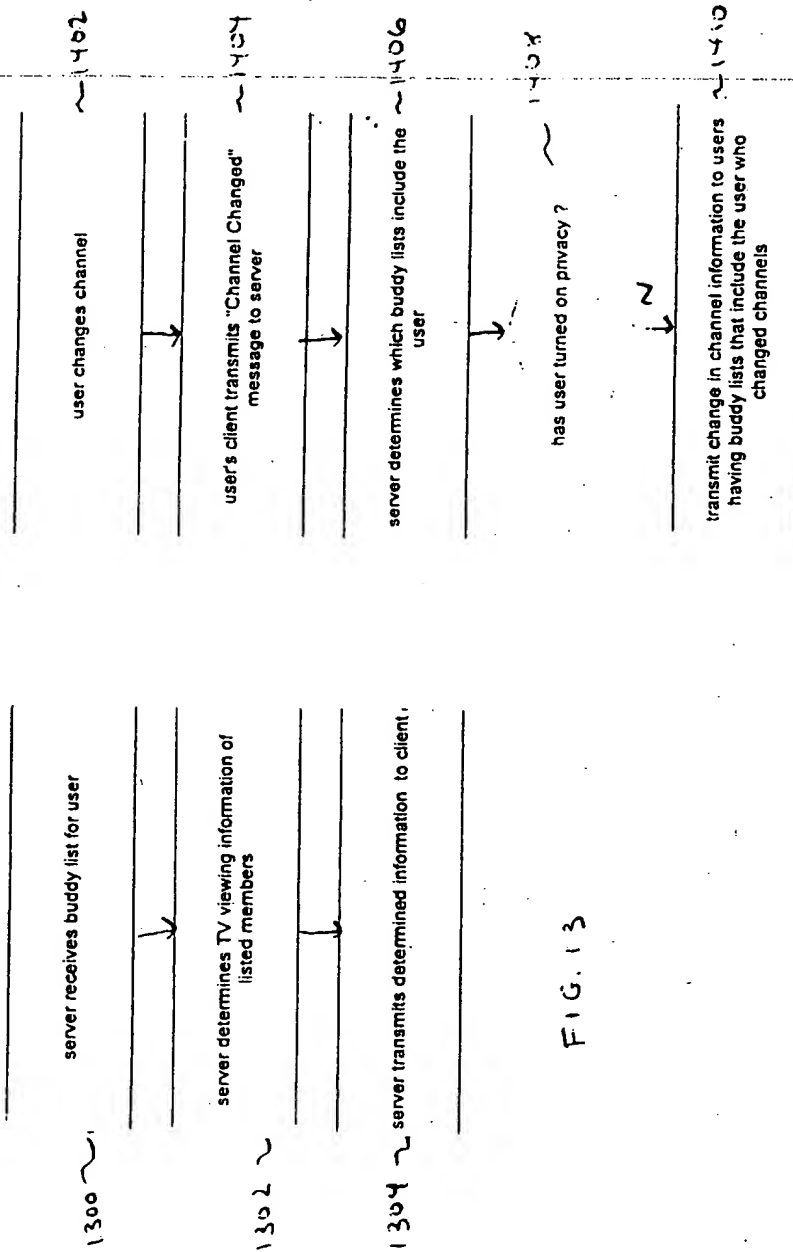 1300
server receives buddy list for user
1302
server determines TV viewing information of
listed members
1304
server transmits determined information to client
FIG. 13
user changes channel
1402
user's client transmits "Channel Changed"
message to server
1404
server determines which buddy lists include the
user
1406
has user turned on privacy ?
1408
N
transmit change in channel information to users
having buddy lists that include the user who
changed channels
1410